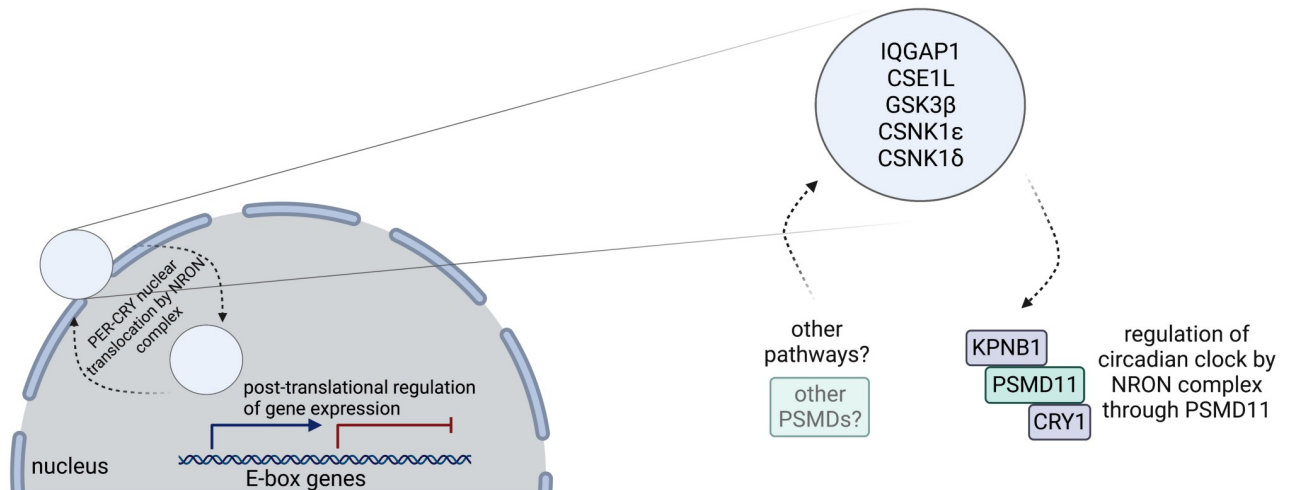 IQGAP1
CSE1L
GSK3β
CSNK1ε
CSNK1δ
PER-CRY nuclear
translocation by NRON
complex
post-translational regulation
of gene expression
E-box genes
nucleus
other
pathways?
other
PSMDs?
KPNB1
PSMD11
CRY1
regulation of
circadian clock by
NRON complex
through PSMD11